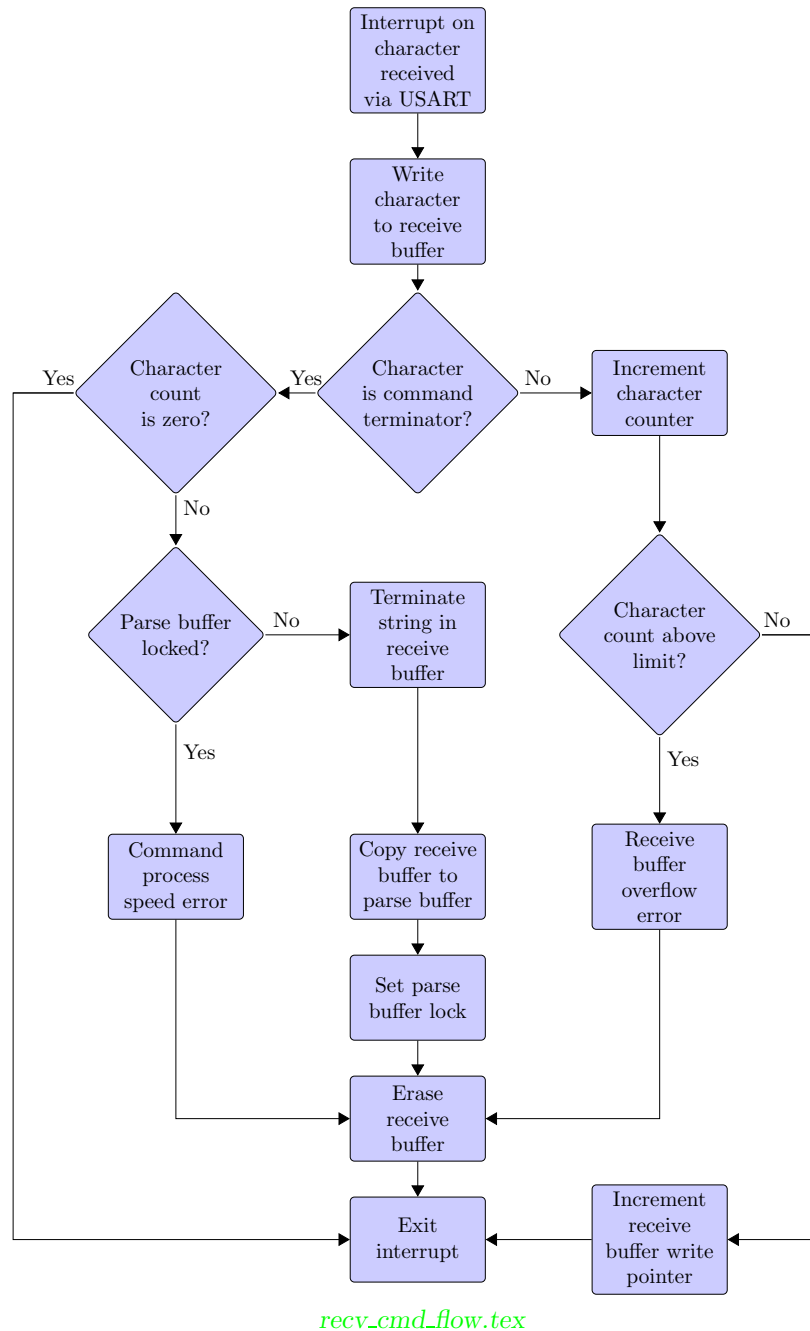 Interrupt on
character
received
via USART
Write
character
to receive
buffer
Yes
Character
count
is zero?
Yes
Character
is command
terminator?
No
Increment
character
counter
No
Parse buffer
locked?
No
Terminate
string in
receive
buffer
Character
count above
limit?
No
Yes
Yes
Command
process
speed error
Copy receive
buffer to
parse buffer
Receive
buffer
overflow
error
Set parse
buffer lock
Erase
receive
buffer
Exit
interrupt
Increment
receive
buffer write
pointer
recv_cmd_flow.tex